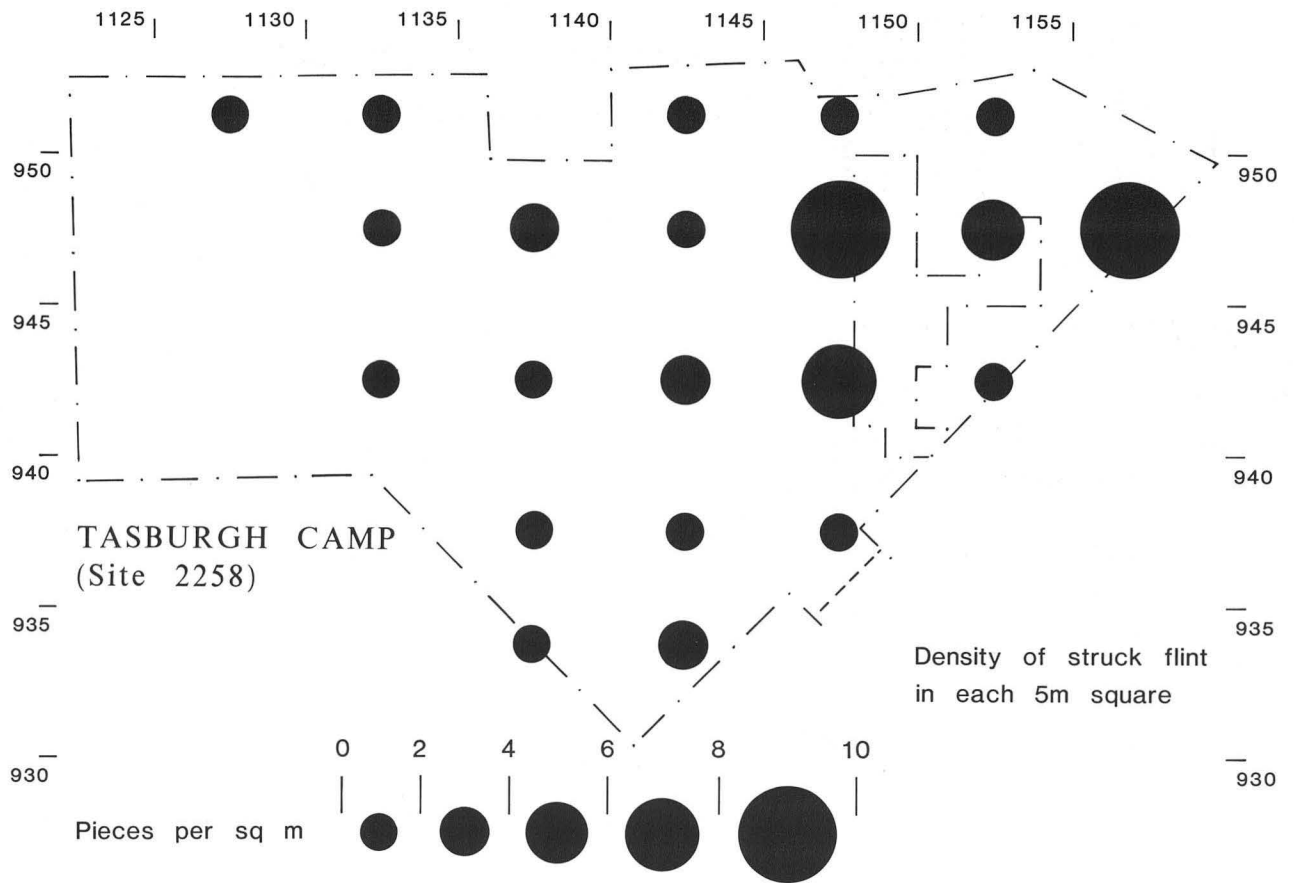 1125 1130 1135 1140 1145 1150 1155
950 950
945 945
940 940
TASBURGH CAMP
(Site 2258)
935 935
Density of struck flint
in each 5m square
0 2 4 6 8 10
930 930
Pieces per sq m